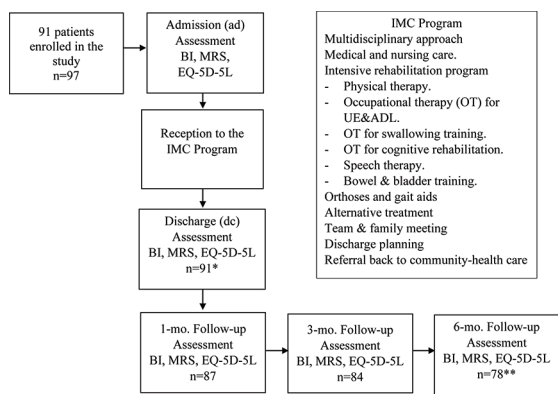 91 patients
enrolled in the
study
n=97
Admission (ad)
Assessment
BI, MRS,
EQ-5D-5L
Reception to the
IMC Program
Discharge (dc)
Assessment
BI, MRS, EQ-5D-5L
n=91*
1-mo. Follow-up
Assessment
BI, MRS, EQ-5D-5L
n=87
3-mo. Follow-up
Assessment
BI, MRS, EQ-5D-5L
n=84
6-mo. Follow-up
Assessment
BI, MRS, EQ-5D-5L
n=78**
IMC Program
Multidisciplinary approach
Medical and nursing care.
Intensive rehabilitation program
- Physical therapy.
- Occupational therapy (OT) for
UE&ADL.
- OT for swallowing training.
- OT for cognitive rehabilitation.
- Speech therapy.
- Bowel & bladder training.
Orthoses and gait aids
Alternative treatment
Team & family meeting
Discharge planning
Referral back to community-health care